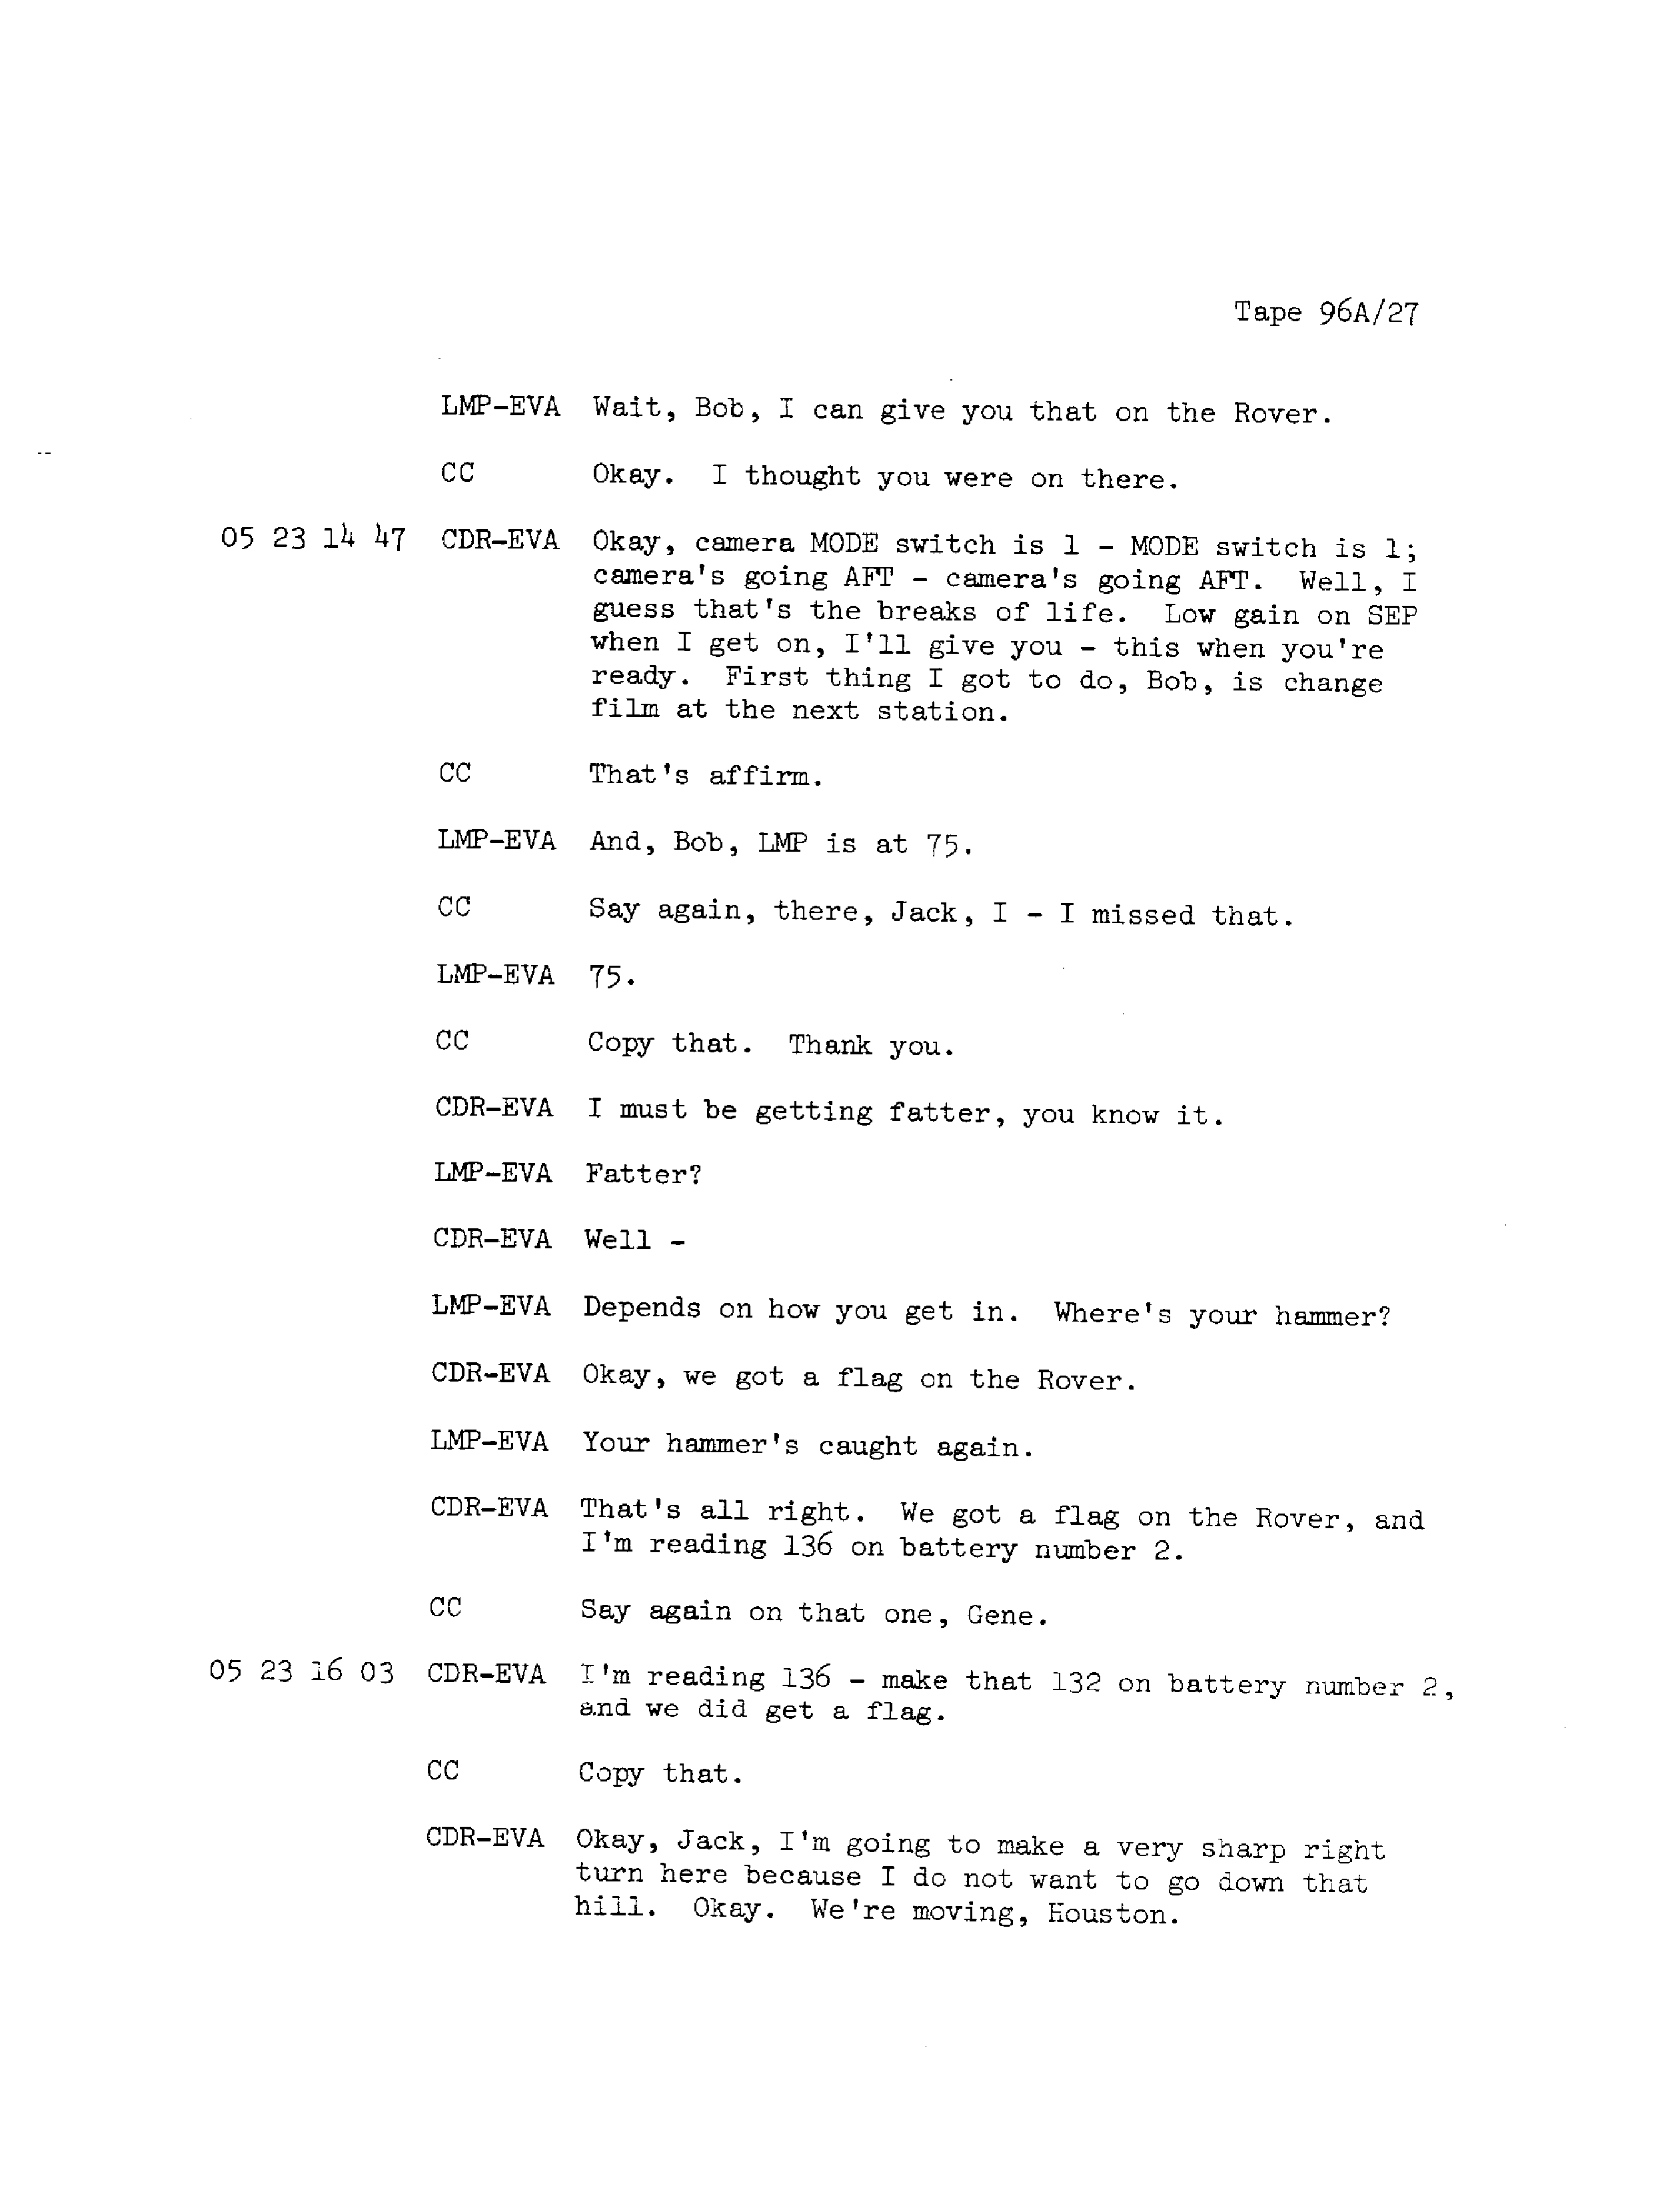 Tape 96A/27
LMP-EVA Wait, Bob, I can give you that on the Rover.
CC Okay. I thought you were on there.
05 23 14 47 CDR-EVA Okay, camera MODE switch is 1 - MODE switch is 1;
camera's going AFT - camera's going AFT. Well, I
guess that's the breaks of life. Low gain on SEP
when I get on, I'll give you - this when you're
ready. First thing I got to do, Bob, is change
film at the next station.
CC That's affirm.
LMP-EVA And, Bob, LMP is at 75.
CC Say again, there, Jack, I - I missed that.
LMP-EVA 75.
CC Copy that. Thank you.
CDR-EVA I must be getting fatter, you know it.
LMP-EVA Fatter?
CDR-EVA Well -
LMP-EVA Depends on how you get in. Where's your hammer?
CDR-EVA Okay, we got a flag on the Rover.
LMP-EVA Your hammer's caught again.
CDR-EVA That's all right. We got a flag on the Rover, and
I'm reading 136 on battery number 2.
CC Say again on that one, Gene.
05 23 16 03 CDR-EVA I'm reading 136 - make that 132 on battery number 2,
and we did get a flag.
CC Copy that.
CDR-EVA Okay, Jack, I'm going to make a very sharp right
turn here because I do not want to go down that
hill. Okay. We're moving, Houston.